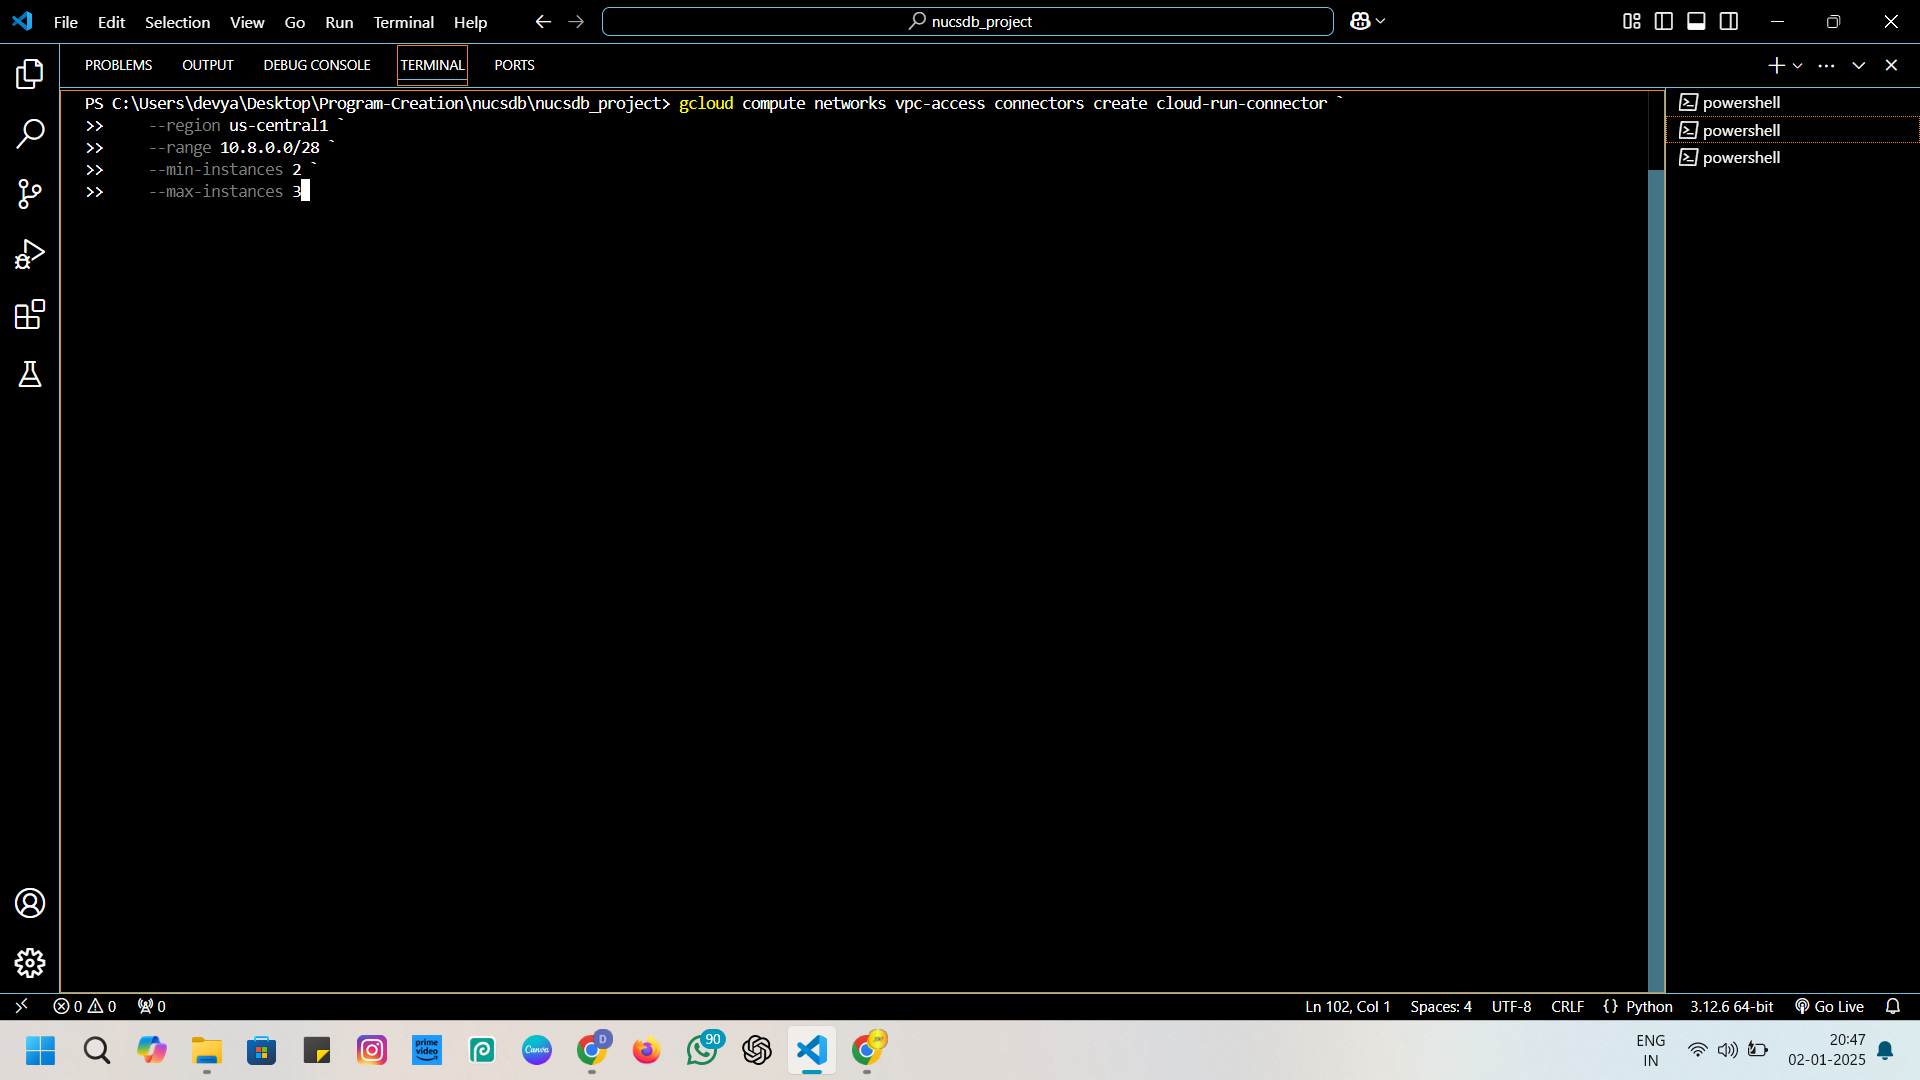 File Edit Selection View Go Run Terminal Help
nucsdb_project
PROBLEMS OUTPUT DEBUG CONSOLE TERMINAL PORTS
PS C:\Users\devya\Desktop\Program-Creation\nucsdb\nucsdb_project> gcloud compute networks vpc-access connectors create cloud-run-connector `
>>     --region us-central1 `
>>     --range 10.8.0.0/28 `
>>     --min-instances 2 `
>>     --max-instances 3
powershell
powershell
powershell
0 0 0
Ln 102, Col 1 Spaces: 4 UTF-8 CRLF {} Python 3.12.6 64-bit Go Live
prime video
Canva
D
90
ENG
IN
20:47
02-01-2025